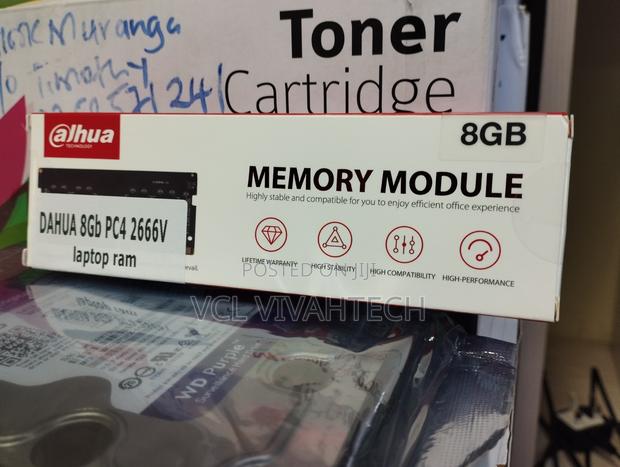 Muranga
Toner
Cartridge
alhua
TECHNOLOGY
8GB
MEMORY MODULE
Highly stable and compatible for you to enjoy efficient office experience
DAHUA 8Gb PC4 2666V
laptop ram
LIFETIME WARRANTY
HIGH STABILITY
HIGH COMPATIBILITY
HIGH-PERFORMANCE
POSTED ON JIJI
VCL VIVAHTECH
WD Purple